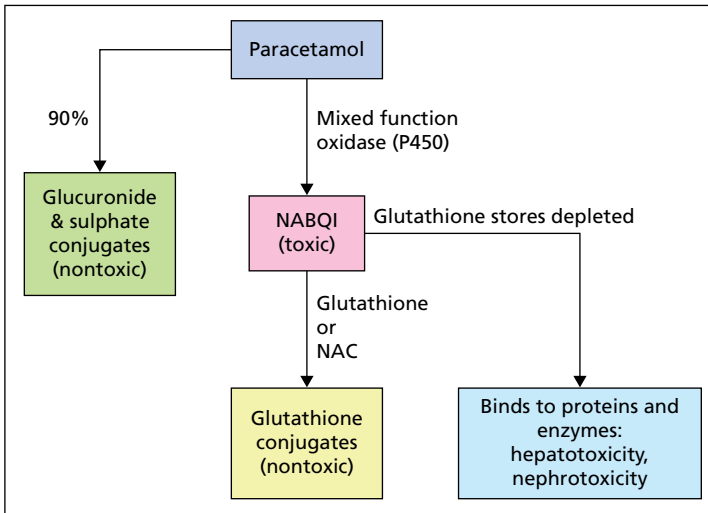 Paracetamol
90%
Mixed function
oxidase (P450)
Glucuronide
& sulphate
conjugates
(nontoxic)
NABQI
(toxic)
Glutathione stores depleted
Glutathione
or
NAC
Glutathione
conjugates
(nontoxic)
Binds to proteins and
enzymes:
hepatotoxicity,
nephrotoxicity